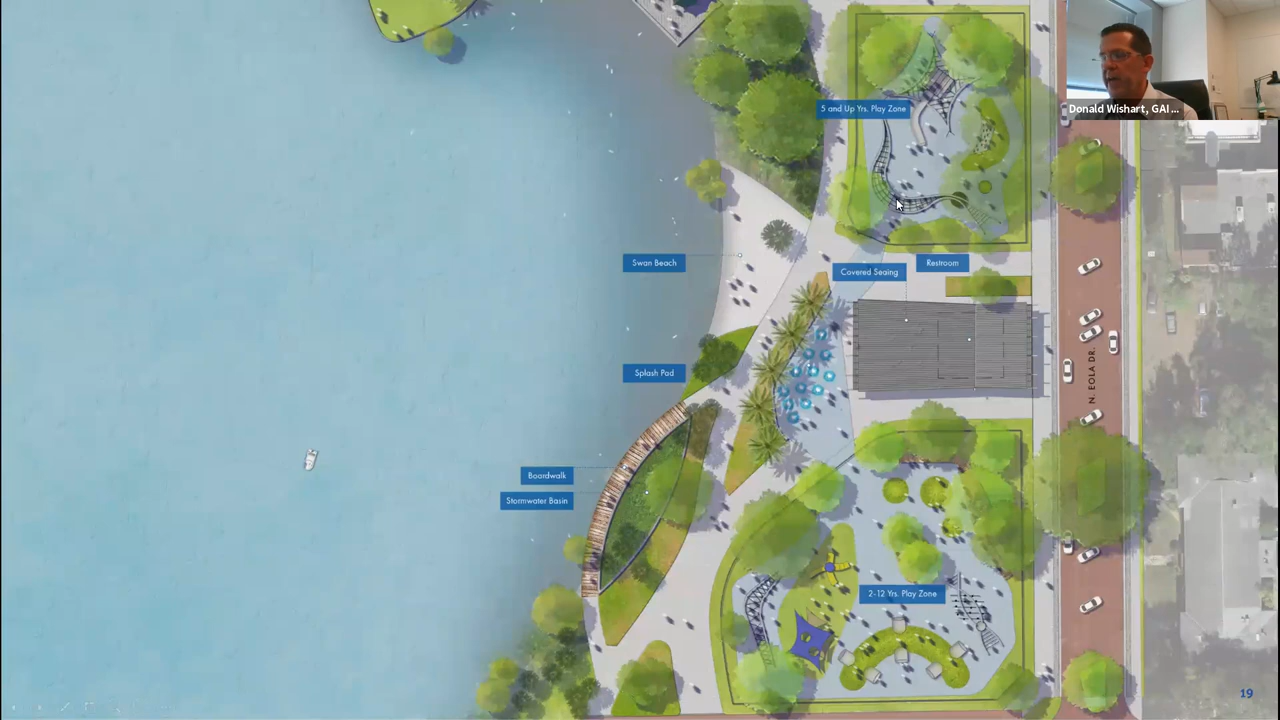 Donald Wishart, GAI ...
5 and Up Yrs. Play Zone
Swan Beach
Restroom
Covered Seaing
N. EOLA DR.
Splash Pad
Boardwalk
Stormwater Basin
2-12 Yrs. Play Zone
19